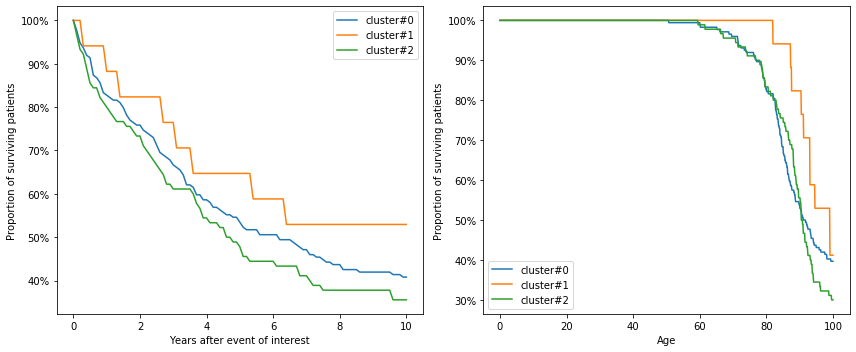 100%
90%
80%
70%
60%
50%
40%
Proportion of surviving patients
0
2
4
6
8
10
Years after event of interest
cluster#0
cluster#1
cluster#2
100%
90%
80%
70%
60%
50%
40%
30%
Proportion of surviving patients
0
20
40
60
80
100
Age
cluster#0
cluster#1
cluster#2